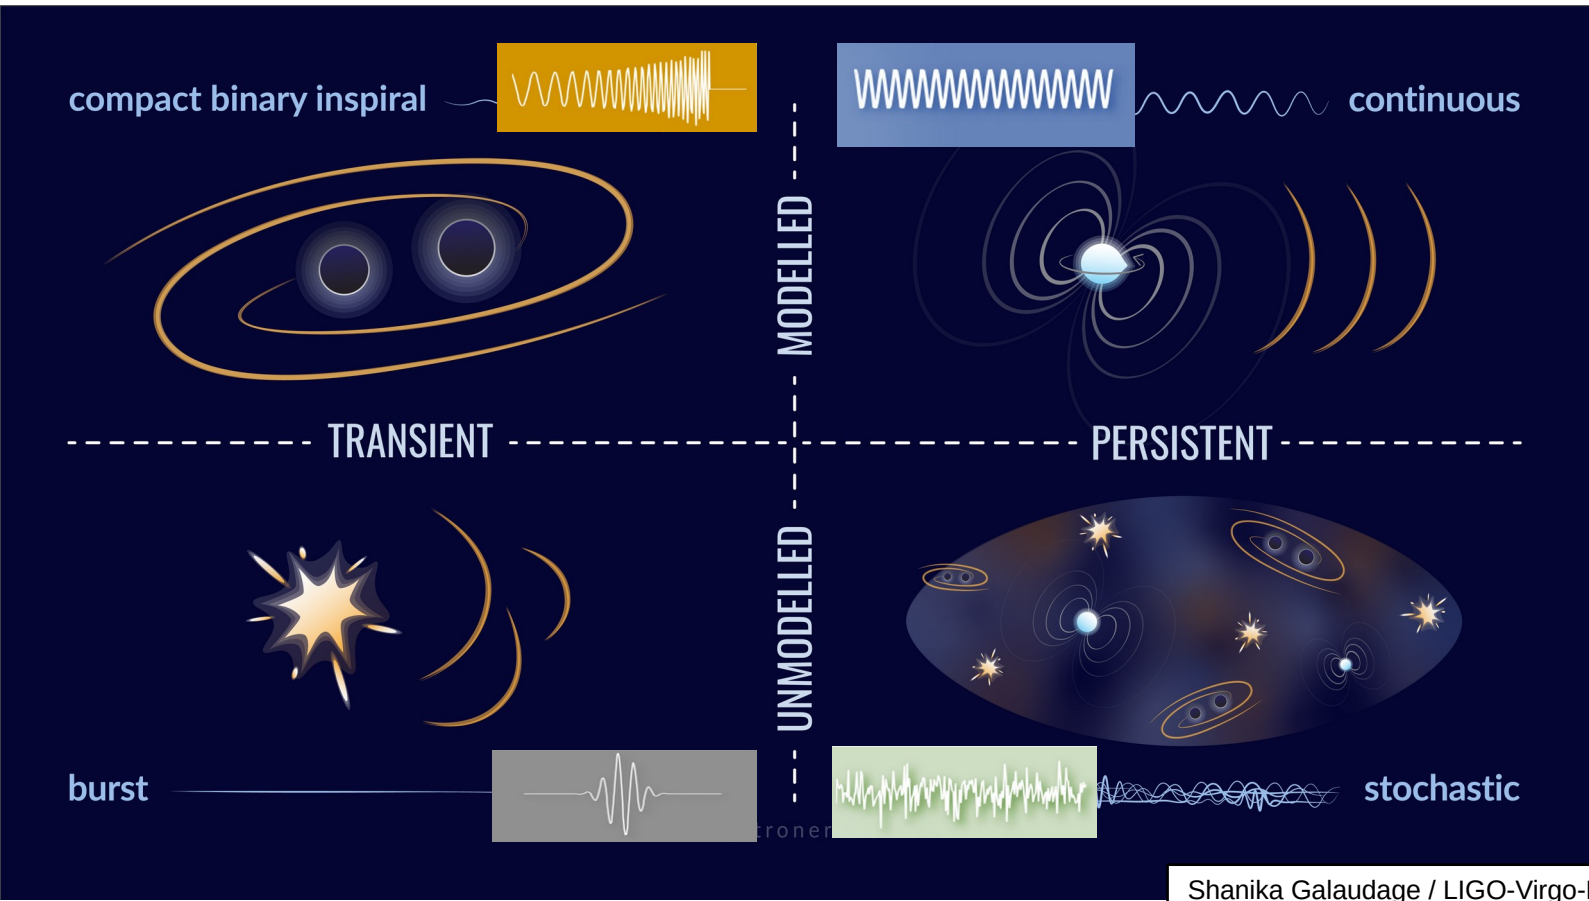 compact binary inspiral
continuous
MODELLED
TRANSIENT
PERSISTENT
UNMODELLED
burst
stochastic
Shanika Galaudage / LIGO-Virgo-